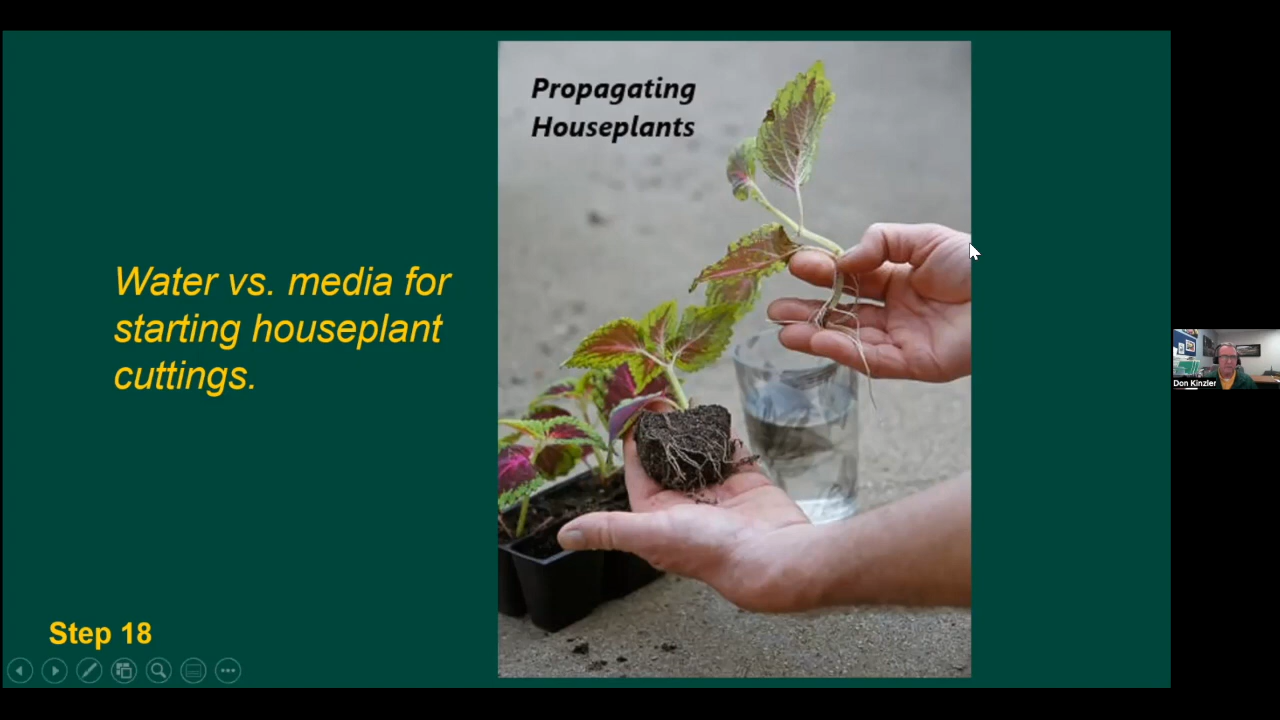 Propagating
Houseplants
Water vs. media for
starting houseplant
cuttings.
Step 18
Don Kinzler